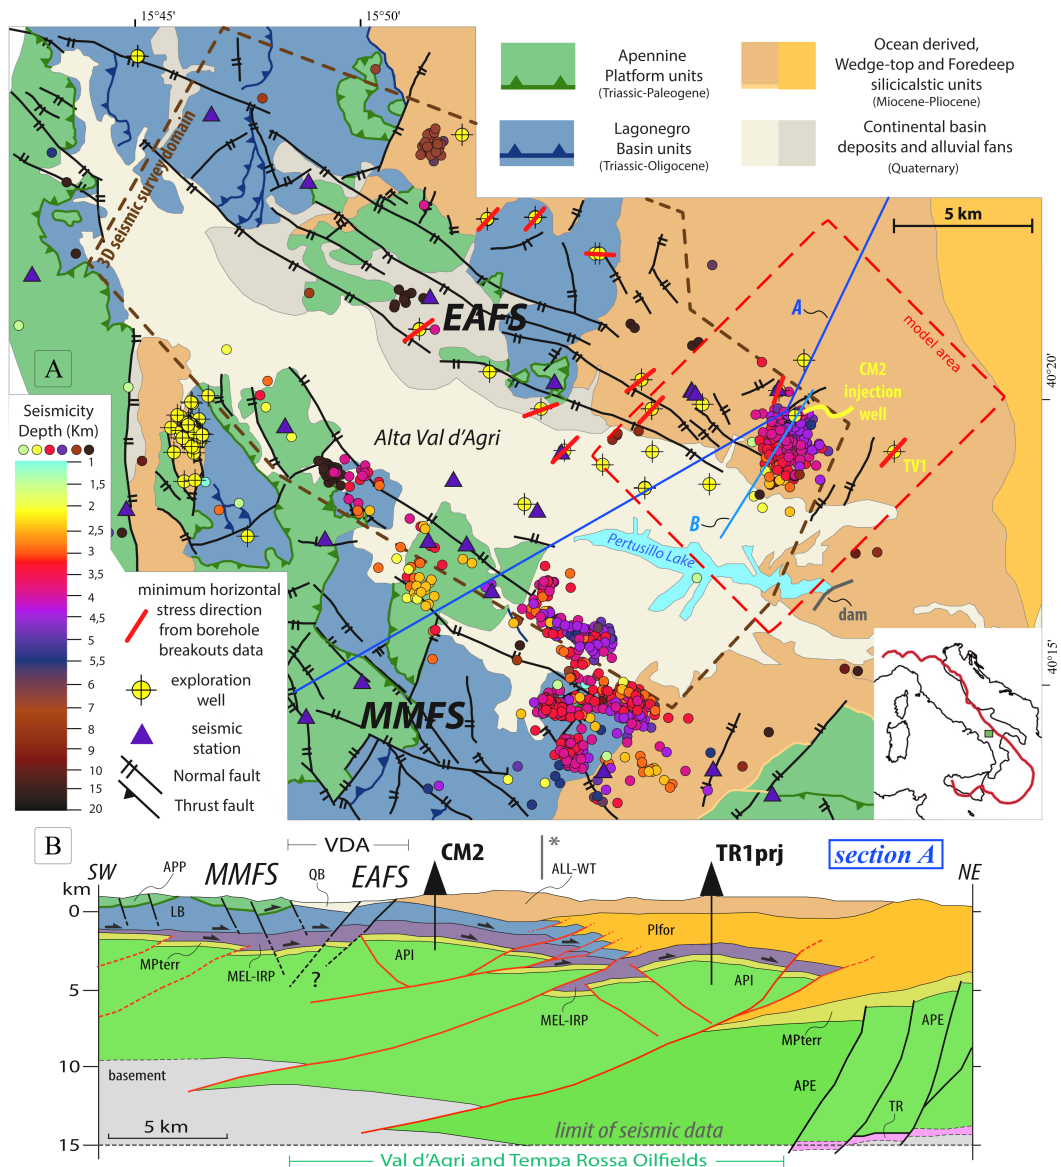 15°45'
15°50'
Apennine
Platform units
(Triassic-Paleogene)
Ocean derived,
Wedge-top and Foredeep
silicicalstic units
(Miocene-Pliocene)
Lagonegro
Basin units
(Triassic-Oligocene)
Continental basin
deposits and alluvial fans
(Quaternary)
3D seismic survey domain
5 km
EAFS
A
model area
40°20'
CM2
injection
well
A
Seismicity
Depth (Km)
Alta Val d'Agri
TV1
B
Pertusillo Lake
dam
1
1,5
2
2,5
3
3,5
4
4,5
5
5,5
6
7
8
9
10
15
20
minimum horizontal
stress direction
from borehole
breakouts data
exploration
well
seismic
station
Normal fault
Thrust fault
MMFS
40°15'
B
VDA
CM2
*
ALL-WT
TR1prj
section A
SW
APP
MMFS
QB
EAFS
NE
km
0
LB
PIfor
MPterr
MEL-IRP
?
API
API
5
MEL-IRP
MPterr
APE
10
basement
APE
TR
5 km
limit of seismic data
15
Val d'Agri and Tempa Rossa Oilfields